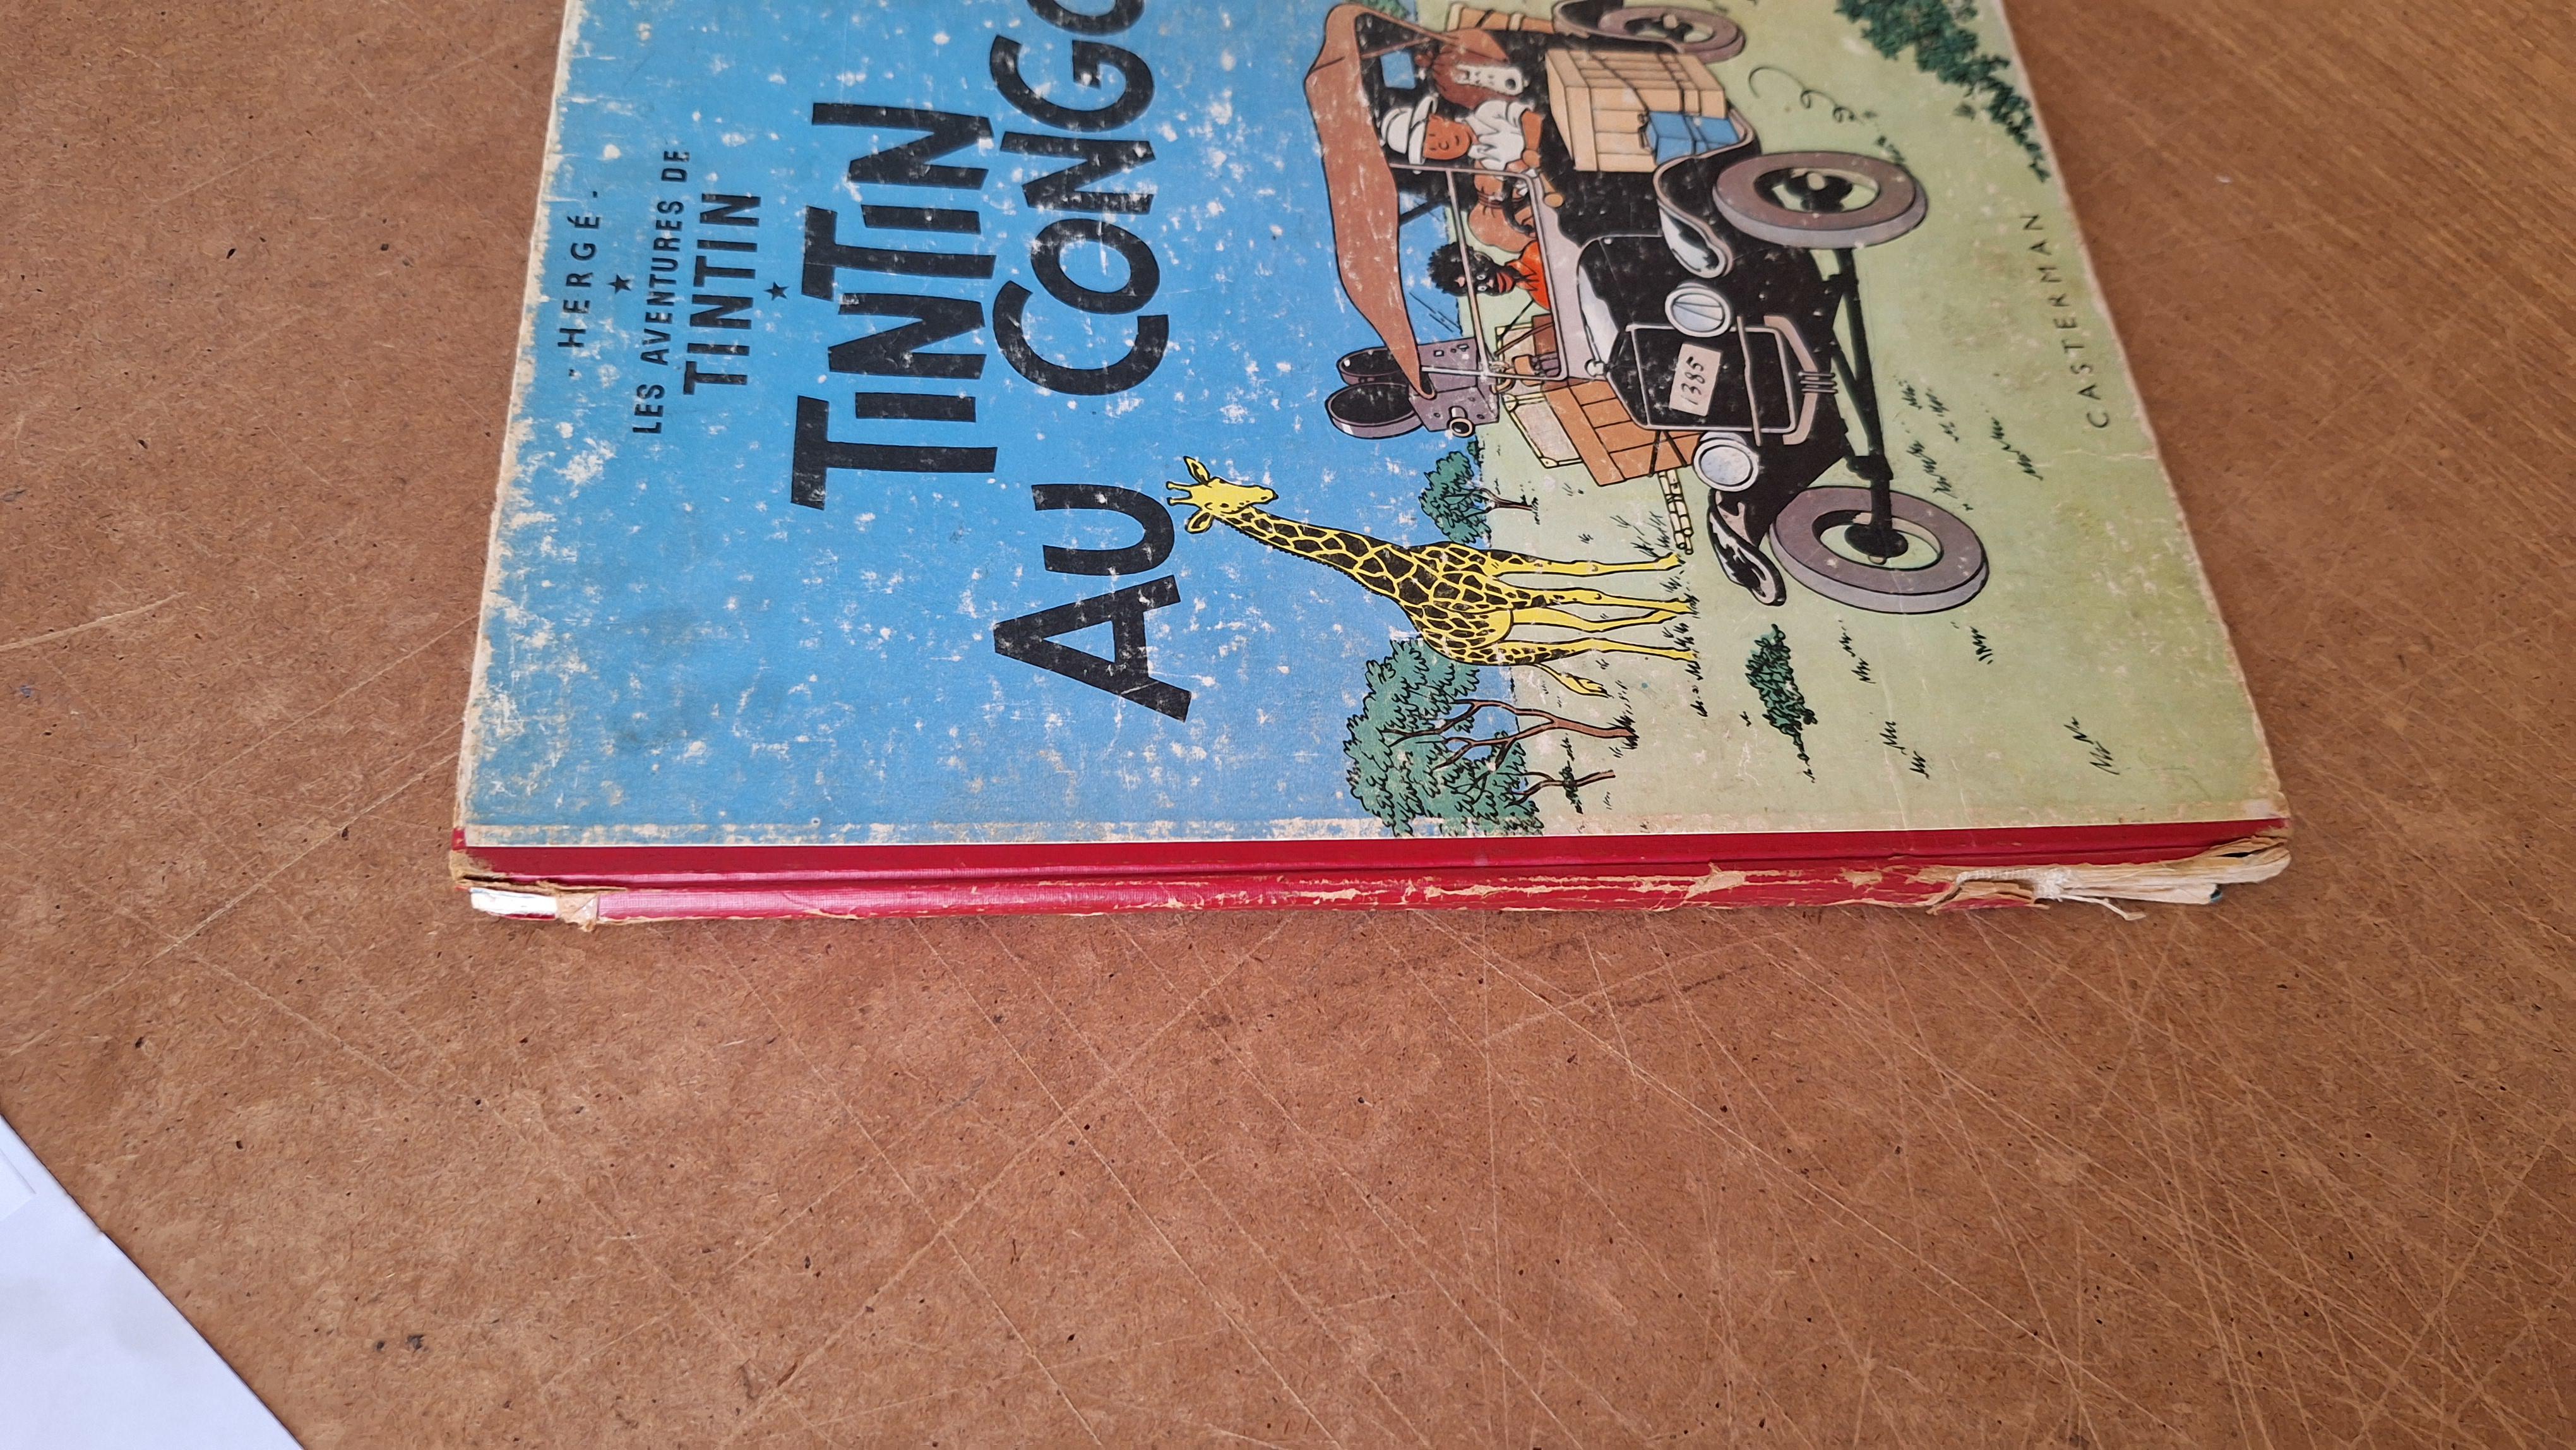 - HERGÉ -
★
LES AVENTURES DE
TINTIN
★
TINTIN
AU CONGO
1385
CASTERMAN